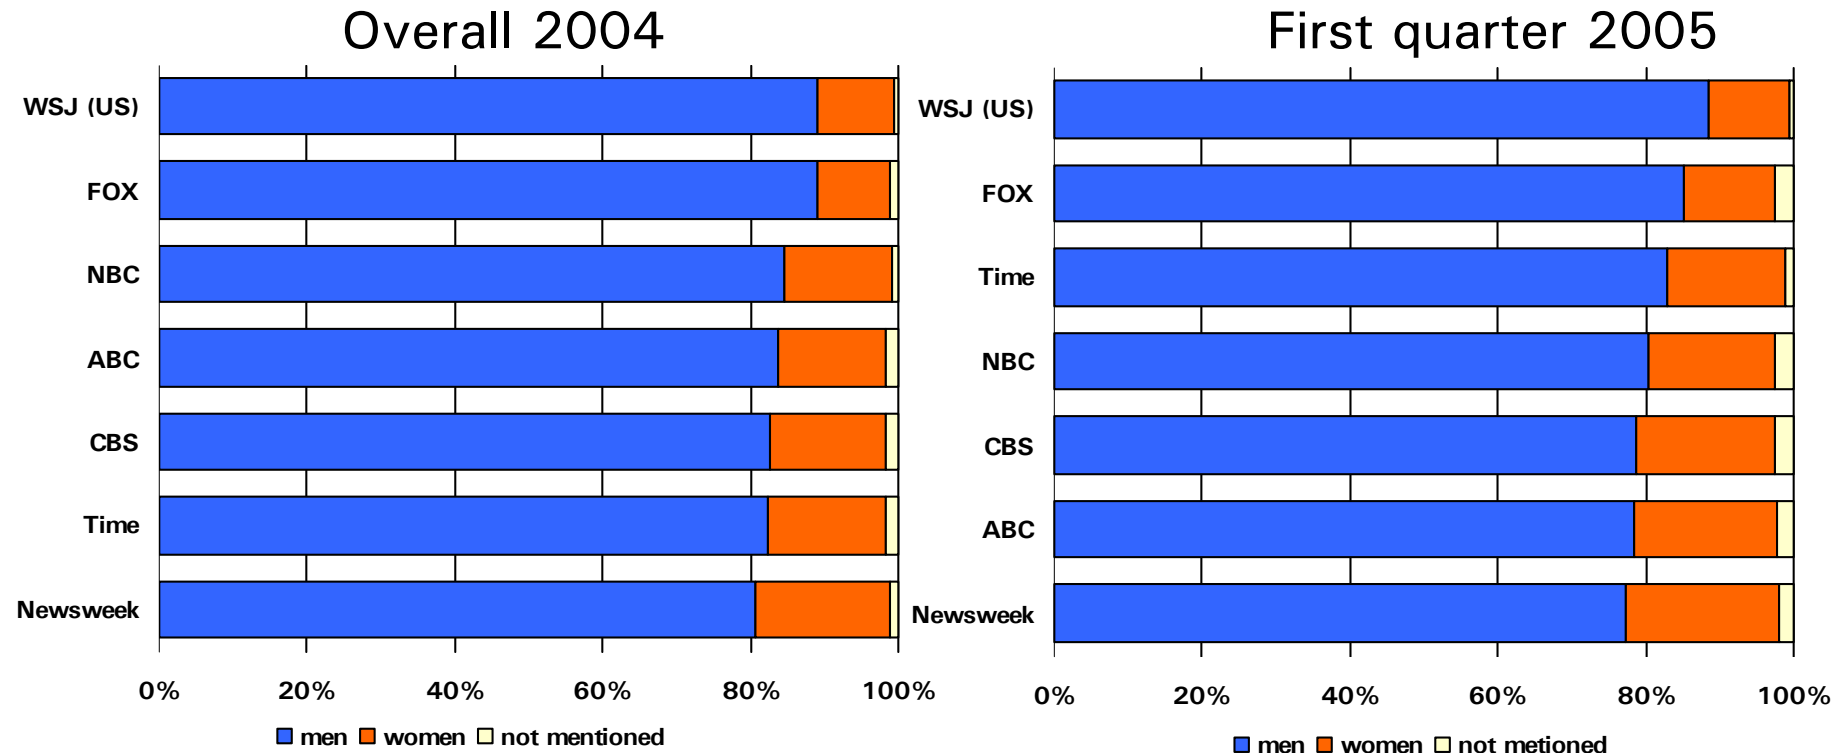 Overall 2004
WSJ (US)
FOX
NBC
ABC
CBS
Time
Newsweek
0% 20% 40% 60% 80% 100%
men women not mentioned
First quarter 2005
WSJ (US)
FOX
Time
NBC
CBS
ABC
Newsweek
0% 20% 40% 60% 80% 100%
men women not metioned